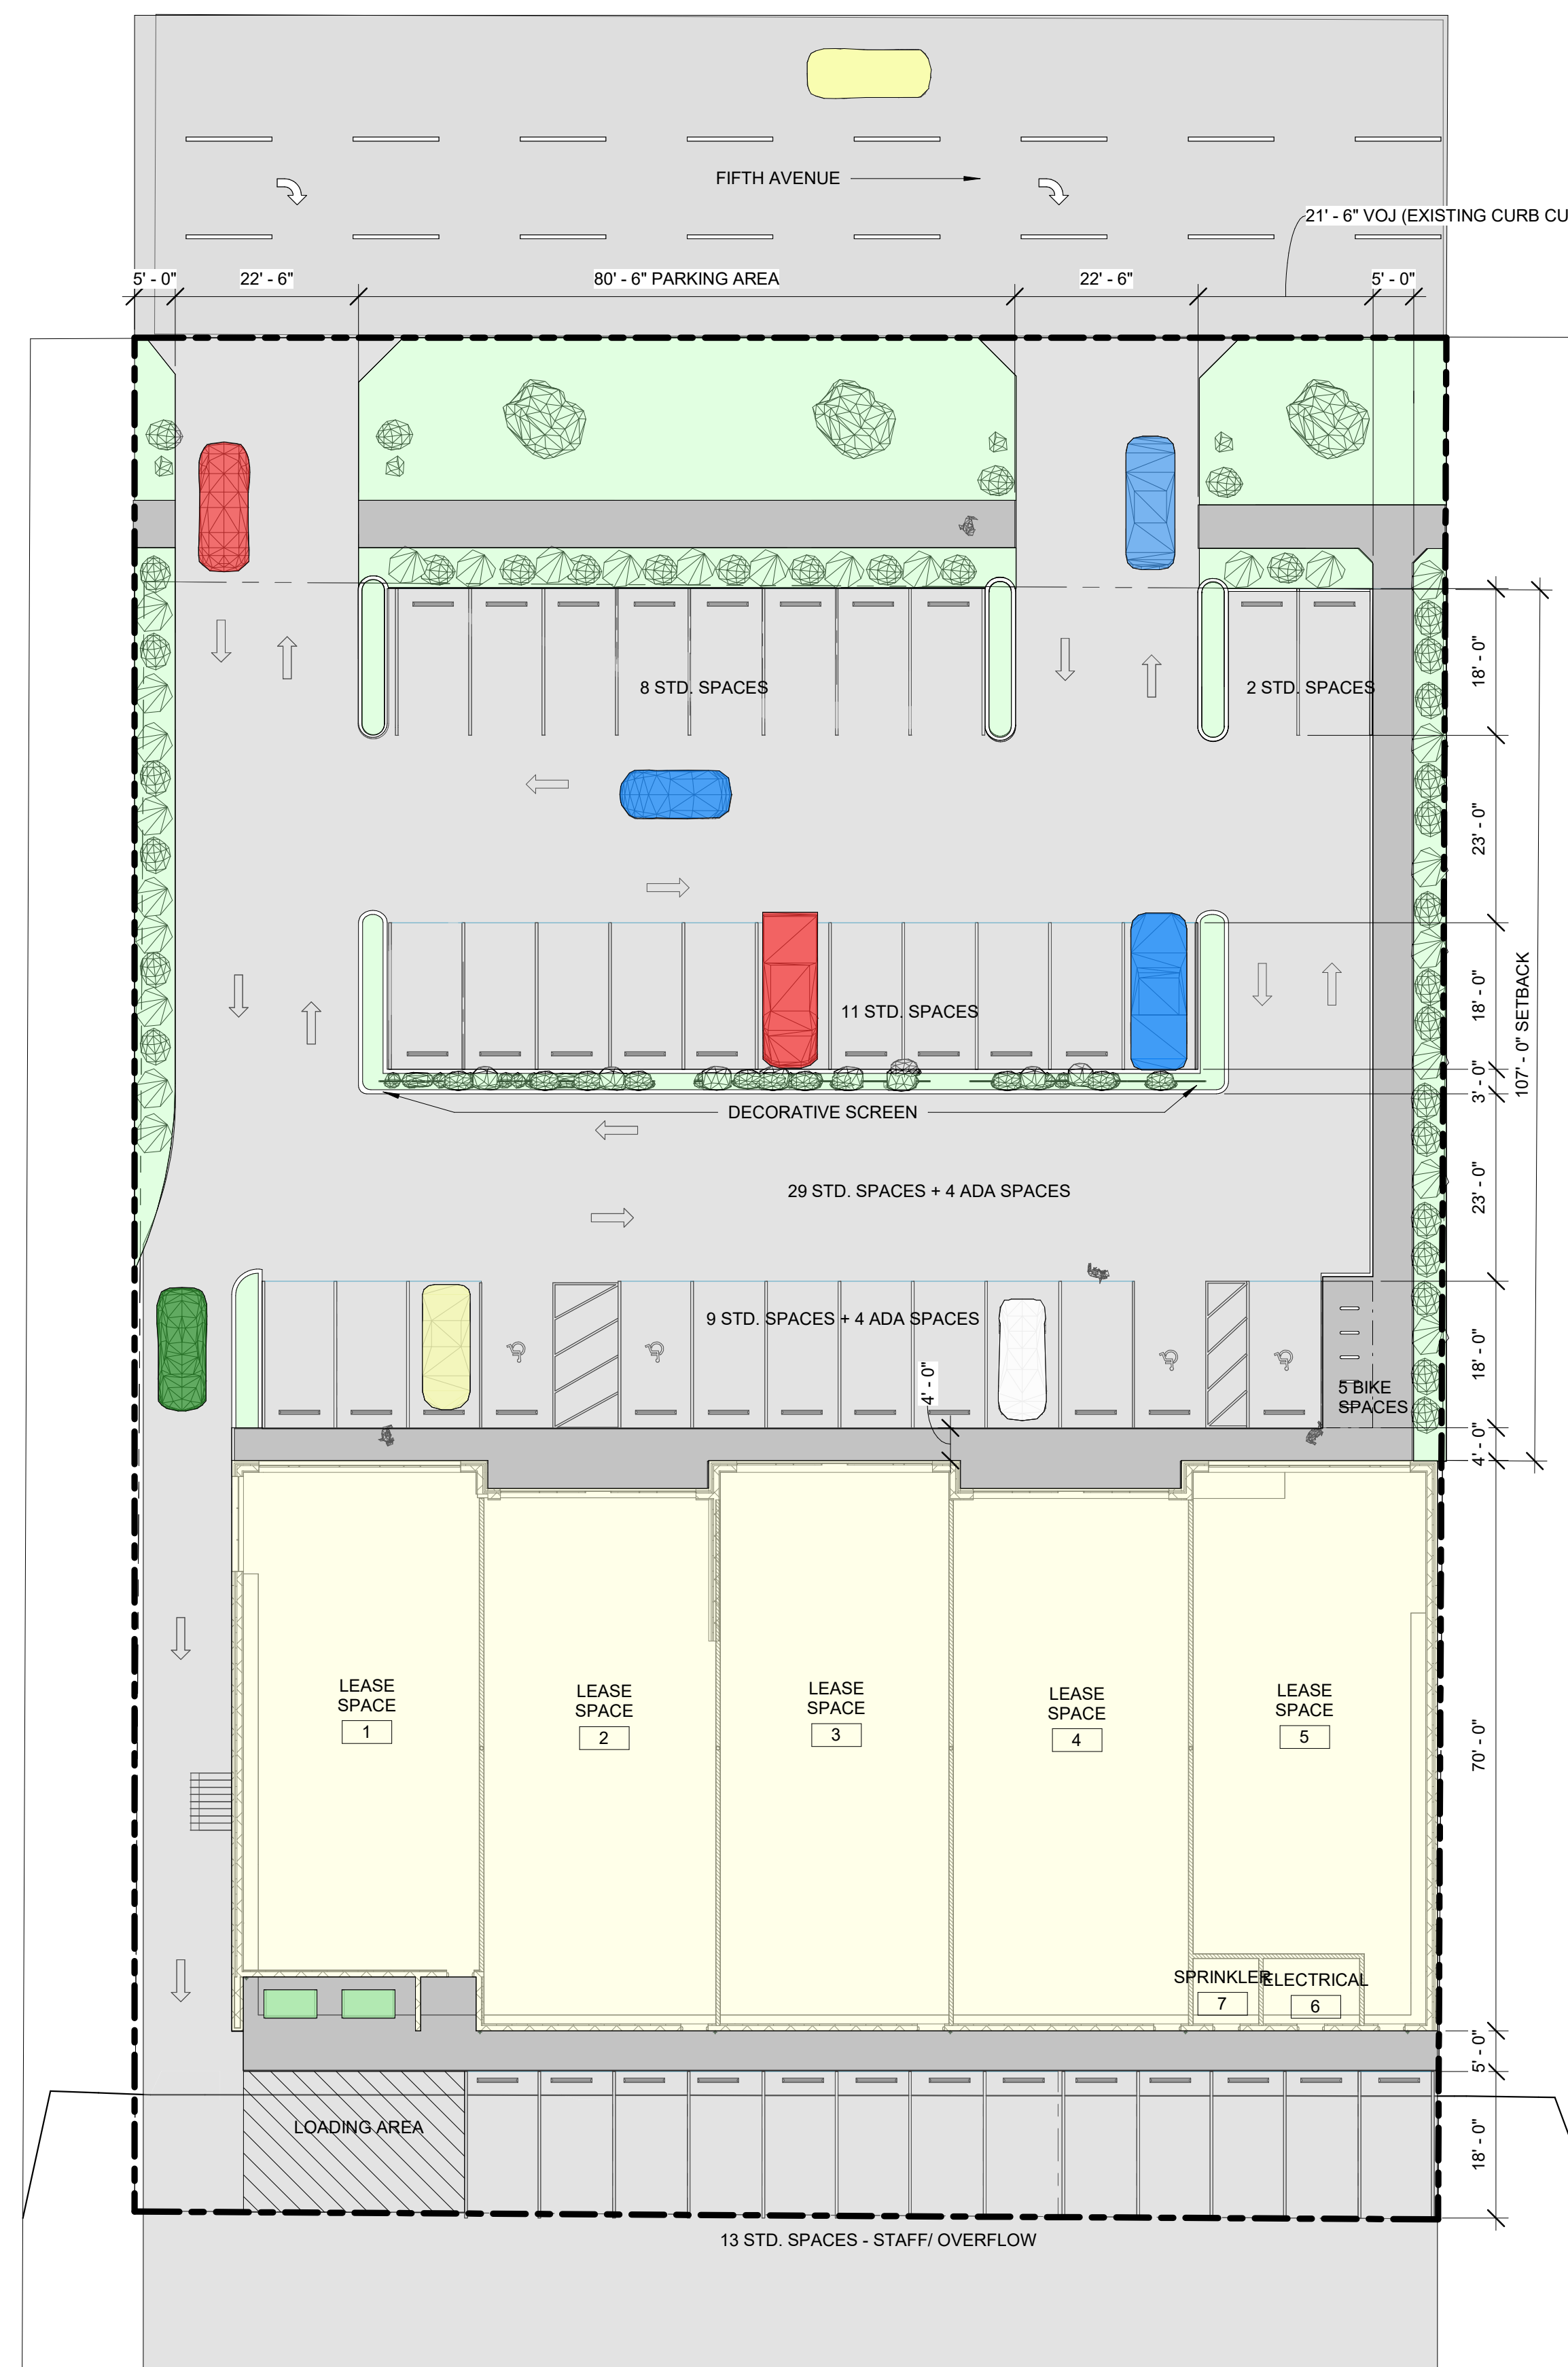 FIFTH AVENUE
21' - 6" VOJ (EXISTING CURB CU
5' - 0"
22' - 6"
80' - 6" PARKING AREA
22' - 6"
5' - 0"
8 STD. SPACES
2 STD. SPACES
18' - 0"
23' - 0"
11 STD. SPACES
18' - 0"
107' - 0" SETBACK
3' - 0"
DECORATIVE SCREEN
29 STD. SPACES + 4 ADA SPACES
23' - 0"
9 STD. SPACES + 4 ADA SPACES
18' - 0"
4' - 0"
5 BIKE
SPACES
4' - 0"
LEASE
SPACE
1
LEASE
SPACE
2
LEASE
SPACE
3
LEASE
SPACE
4
LEASE
SPACE
5
70' - 0"
SPRINKLER
7
ELECTRICAL
6
5' - 0"
LOADING AREA
18' - 0"
13 STD. SPACES - STAFF/ OVERFLOW